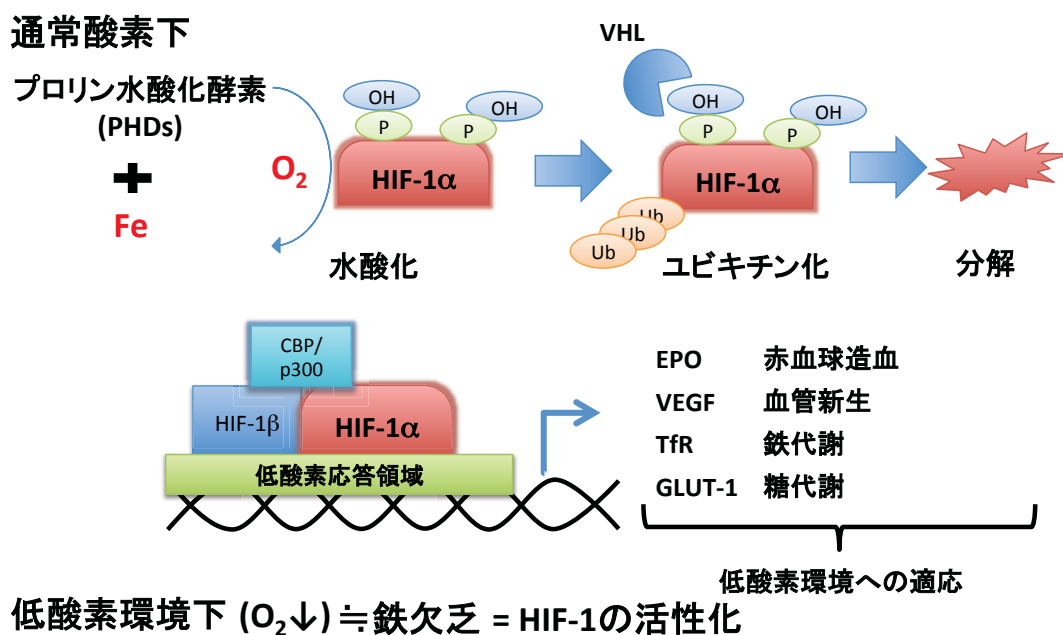 通常酸素下
プロリン水酸化酵素
(PHDs)
+
Fe
O₂
OH
OH
P
P
HIF-1α
水酸化
VHL
OH
OH
P
P
HIF-1α
Ub
Ub
Ub
ユビキチン化
分解
CBP/
p300
HIF-1β
HIF-1α
低酸素応答領域
EPO 赤血球造血
VEGF 血管新生
TfR 鉄代謝
GLUT-1 糖代謝
低酸素環境への適応
低酸素環境下 (O₂↓)≒鉄欠乏 = HIF-1の活性化